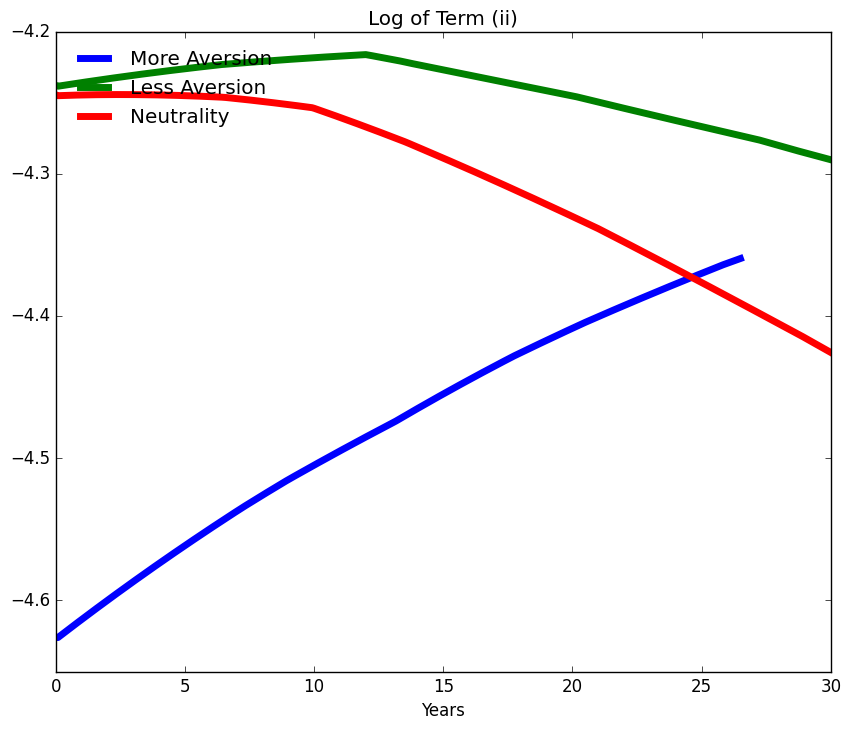 Log of Term (ii)
−4.2
More Aversion
Less Aversion
Neutrality
−4.3
−4.4
−4.5
−4.6
0 5 10 15 20 25 30
Years